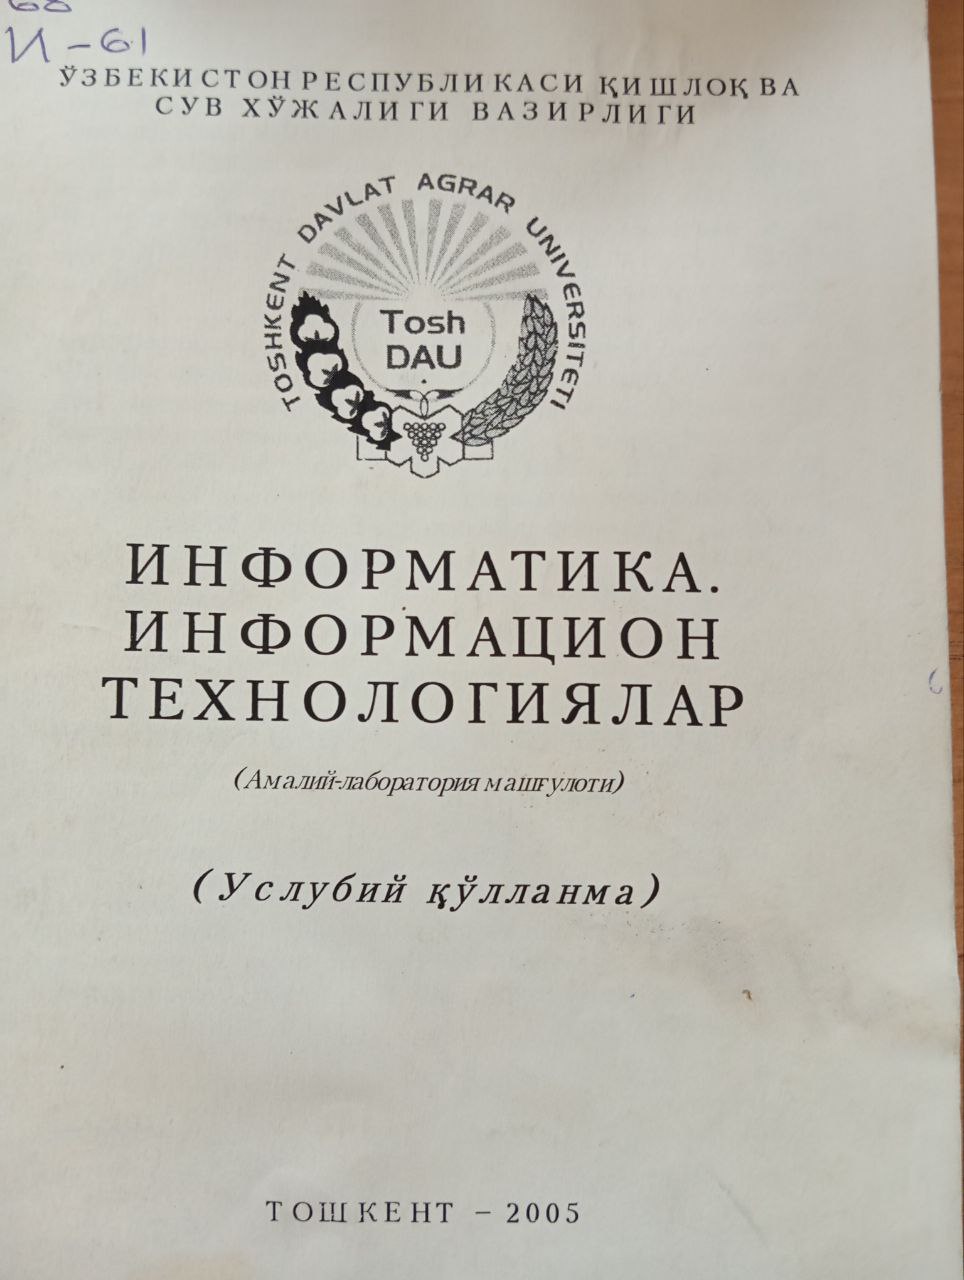 И-61
ЎЗБЕКИСТОН РЕСПУБЛИКАСИ ҚИШЛОҚ ВА
СУВ ХЎЖАЛИГИ ВАЗИРЛИГИ
TOSHKENT DAVLAT AGRAR UNIVERSITETI
Tosh
DAU
ИНФОРМАТИКА.
ИНФОРМАЦИОН
ТЕХНОЛОГИЯЛАР
(Амалий-лаборатория машғулоти)
(Услубий қўлланма)
ТОШКЕНТ – 2005